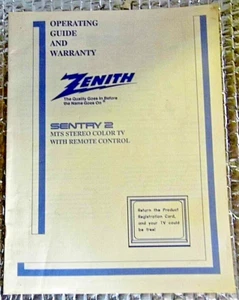 OPERATING
GUIDE
AND
WARRANTY
ZENITH
The Quality Goes In Before
the Name Goes On®
SENTRY 2
MTS STEREO COLOR TV
WITH REMOTE CONTROL
Return the Product
Registration Card,
and your TV could
be free!